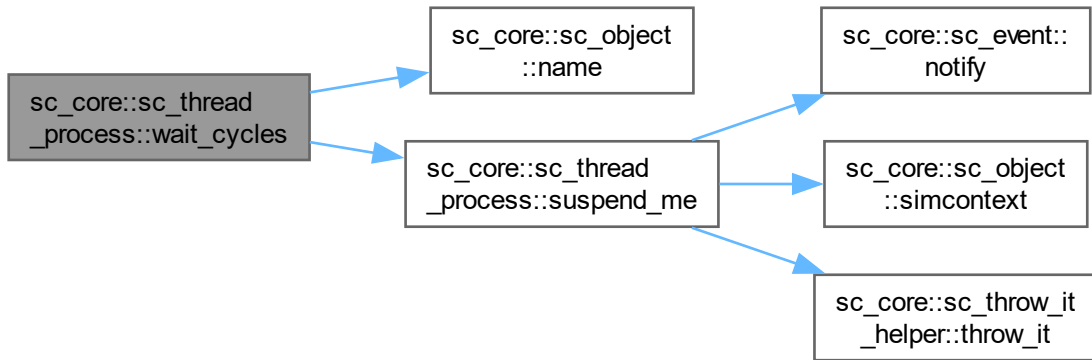 sc_core::sc_thread
_process::wait_cycles
sc_core::sc_object
::name
sc_core::sc_thread
_process::suspend_me
sc_core::sc_event::
notify
sc_core::sc_object
::simcontext
sc_core::sc_throw_it
_helper::throw_it